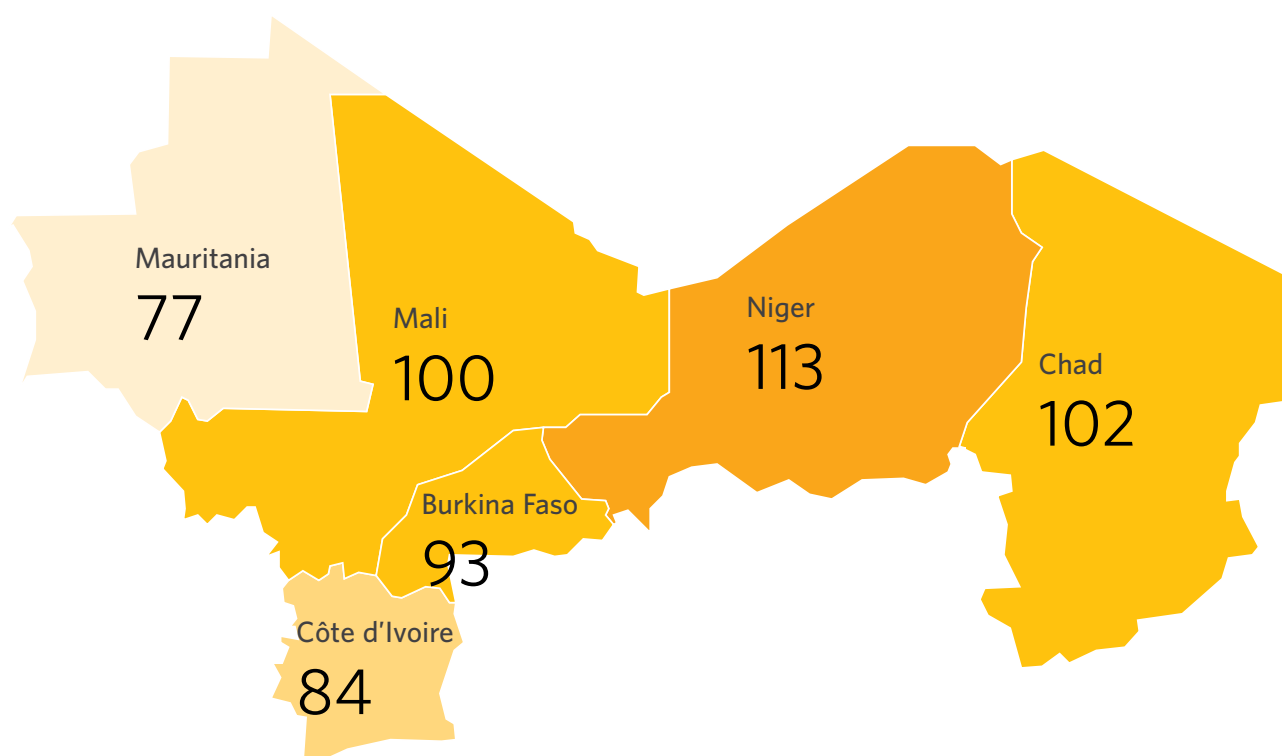 Mauritania
77
Mali
100
Niger
113
Chad
102
Burkina Faso
93
Côte d'Ivoire
84